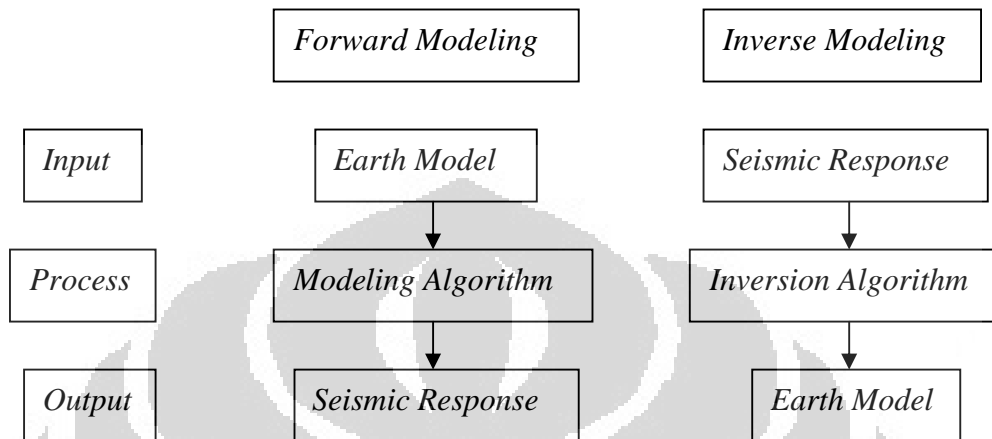 Forward Modeling Inverse Modeling
Input Earth Model Seismic Response
Process Modeling Algorithm Inversion Algorithm
Output Seismic Response Earth Model